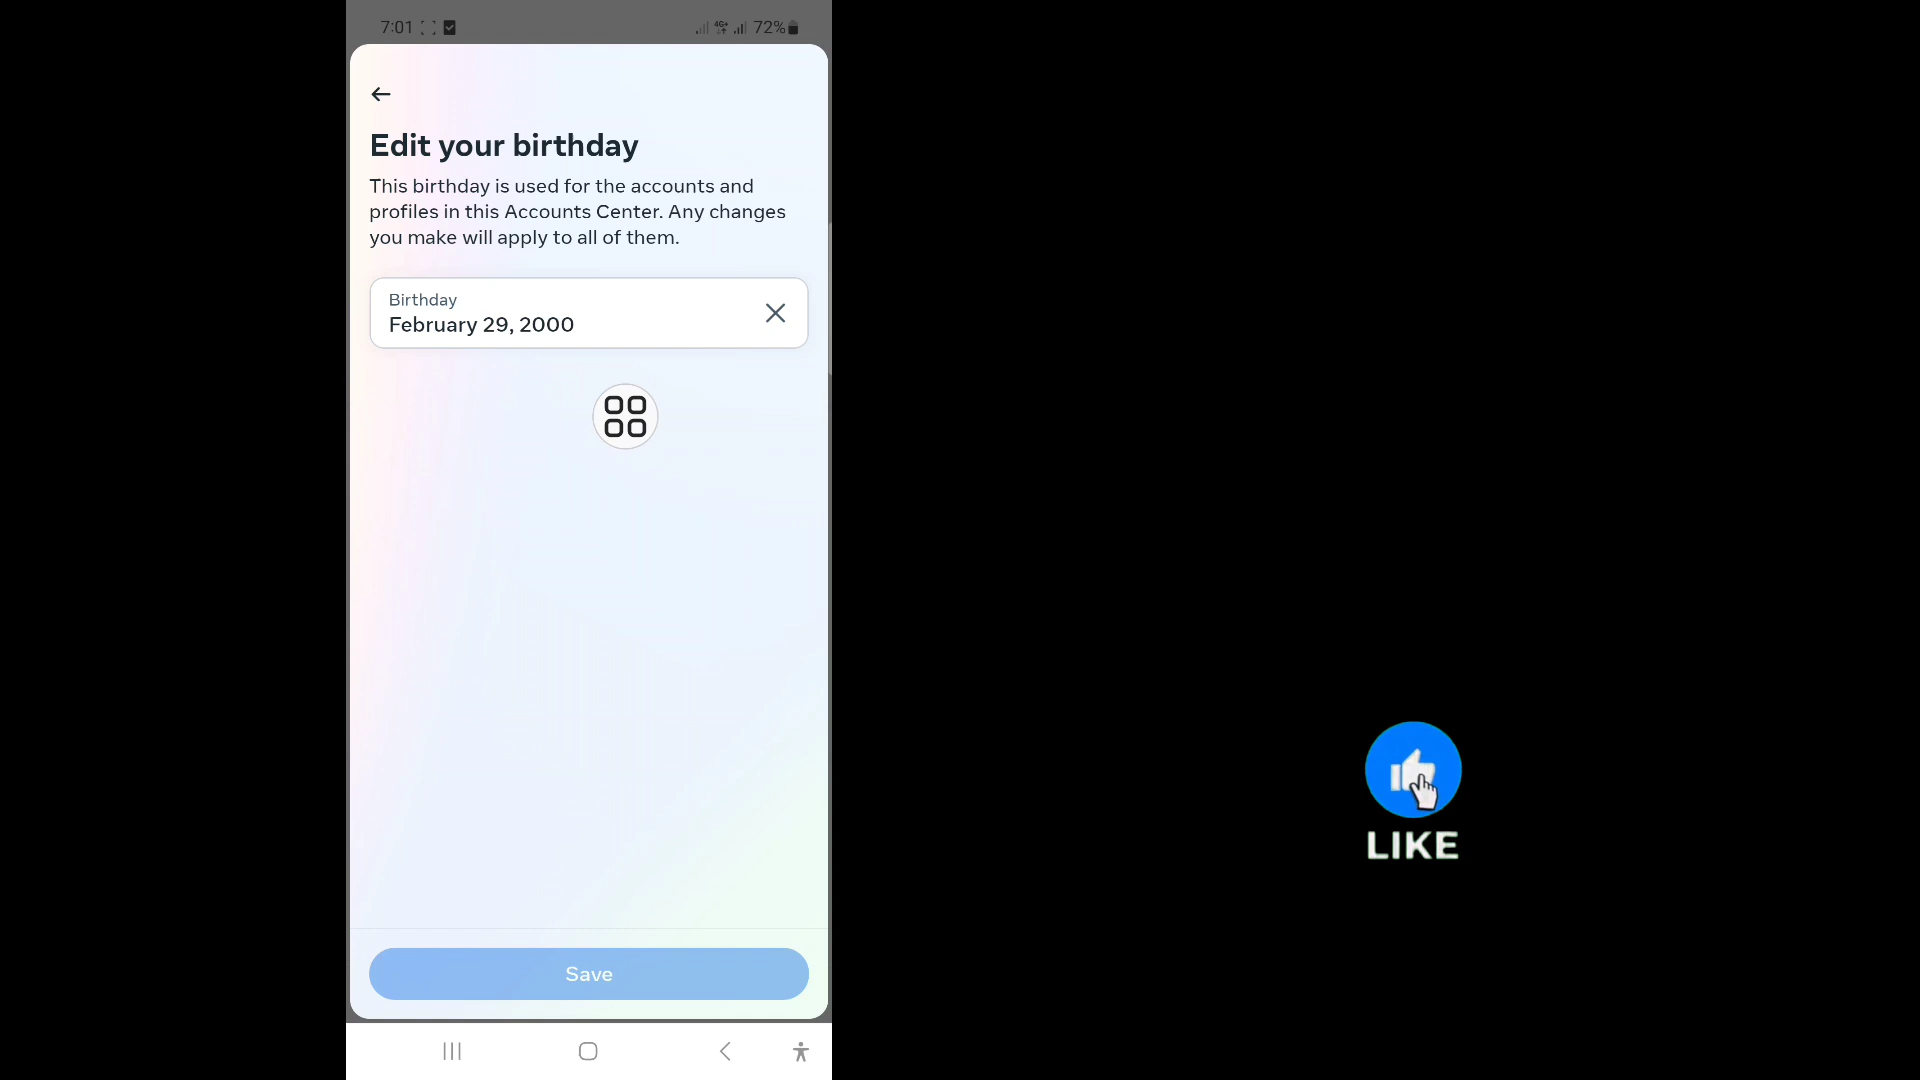 7:01 4G+ 72%
Edit your birthday
This birthday is used for the accounts and
profiles in this Accounts Center. Any changes
you make will apply to all of them.
Birthday
February 29, 2000
LIKE
Save